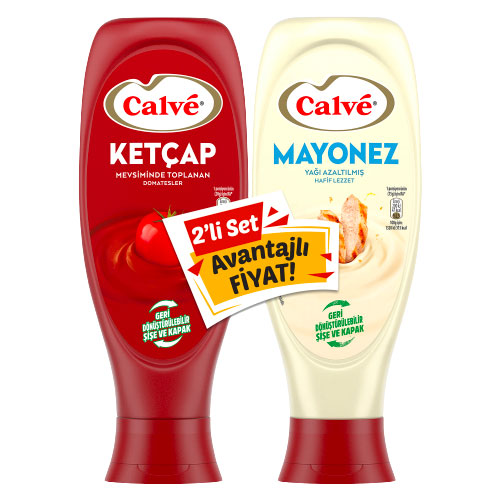 Calvé®
KETÇAP
MEVSİMİNDE TOPLANAN
DOMATESLER
GERİ
DÖNÜŞTÜRÜLEBİLİR
ŞİŞE VE KAPAK
2'li Set
Avantajlı
FİYAT!
Calvé®
MAYONEZ
YAĞI AZALTILMIŞ
HAFİF LEZZET
GERİ
DÖNÜŞTÜRÜLEBİLİR
ŞİŞE VE KAPAK